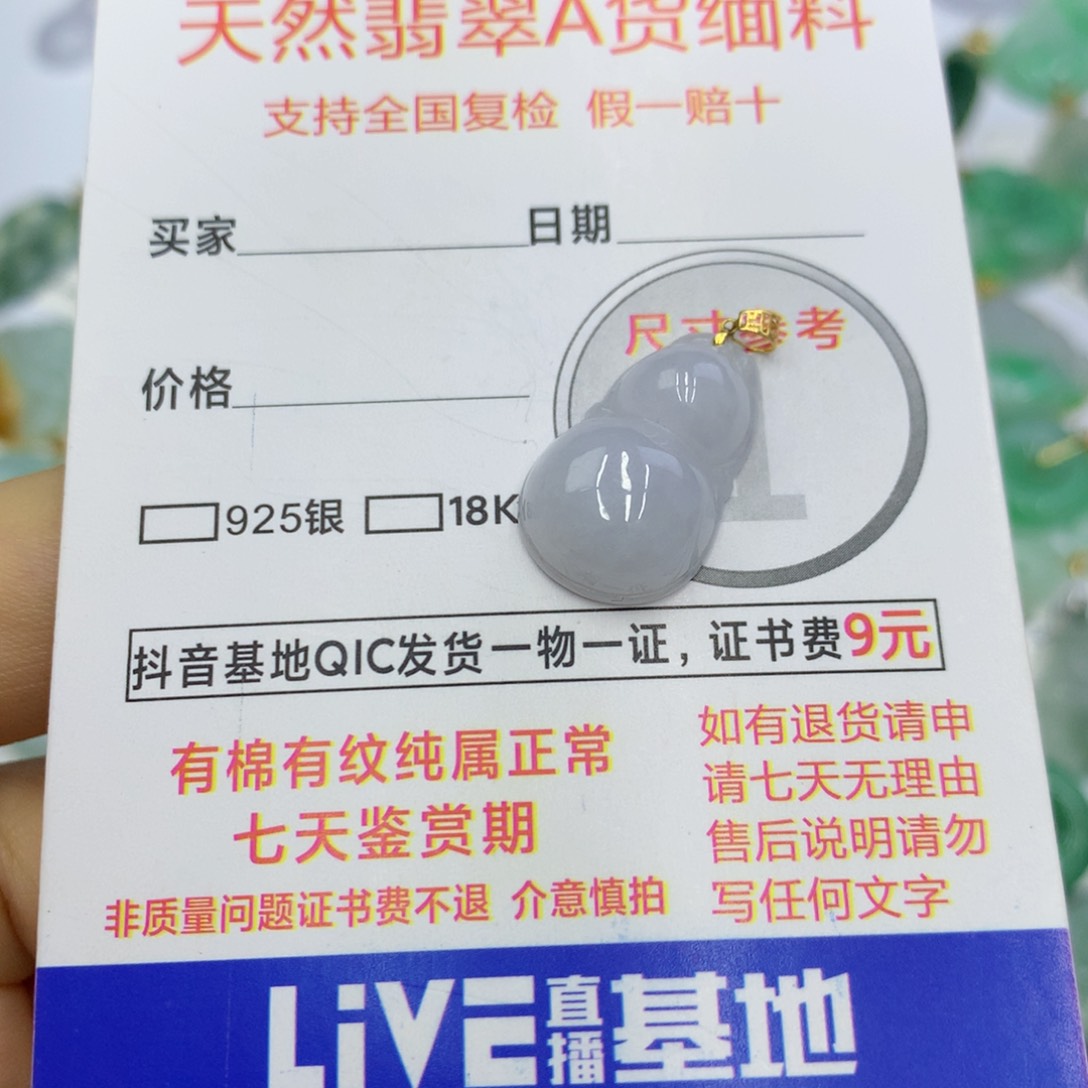 天然翡翠A货缅料
支持全国复检 假一赔十
买家 日期
尺寸参考
价格
925银 18K
1
抖音基地QIC发货一物一证，证书费9元
有棉有纹纯属正常
七天鉴赏期
非质量问题证书费不退 介意慎拍
如有退货请申
请七天无理由
售后说明请勿
写任何文字
LiVE直播基地